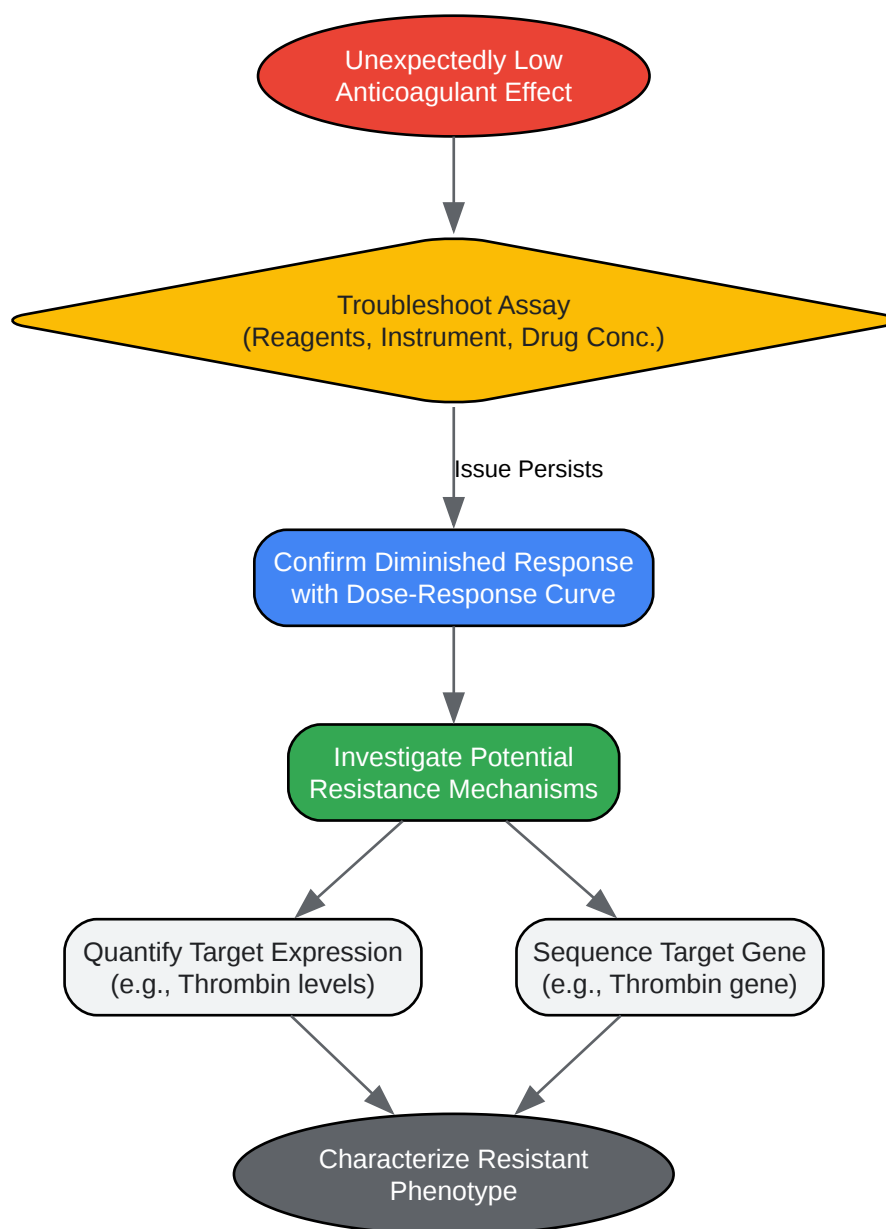 Unexpectedly Low
Anticoagulant Effect
Troubleshoot Assay
(Reagents, Instrument, Drug Conc.)
Issue Persists
Confirm Diminished Response
with Dose-Response Curve
Investigate Potential
Resistance Mechanisms
Quantify Target Expression
(e.g., Thrombin levels)
Sequence Target Gene
(e.g., Thrombin gene)
Characterize Resistant
Phenotype